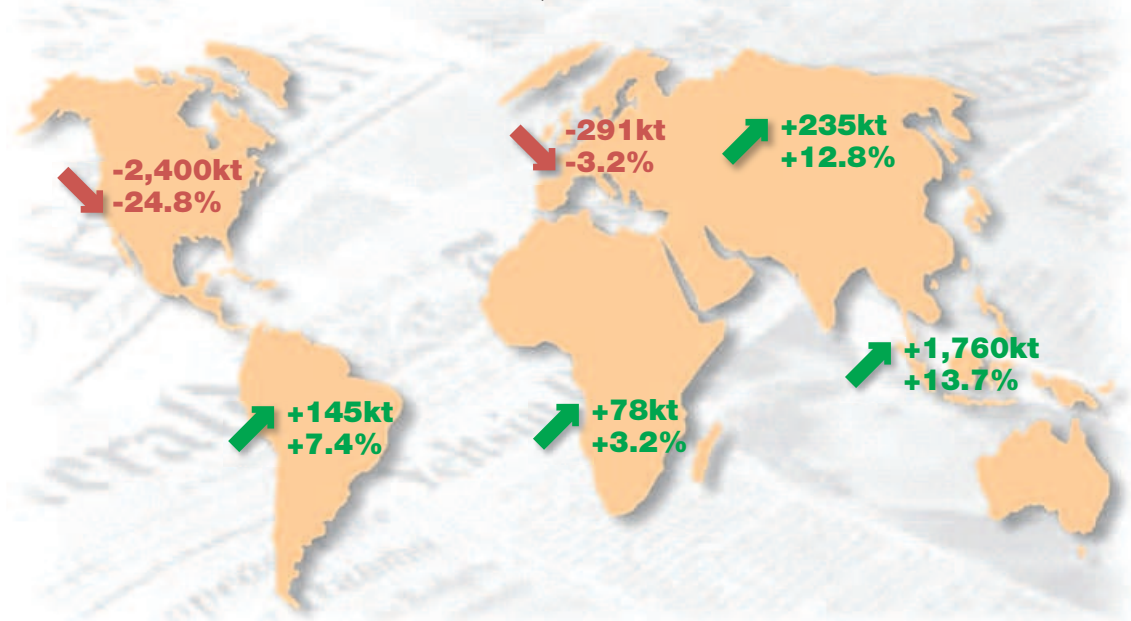 -2,400kt
-24.8%
-291kt
-3.2%
+235kt
+12.8%
+1,760kt
+13.7%
+145kt
+7.4%
+78kt
+3.2%